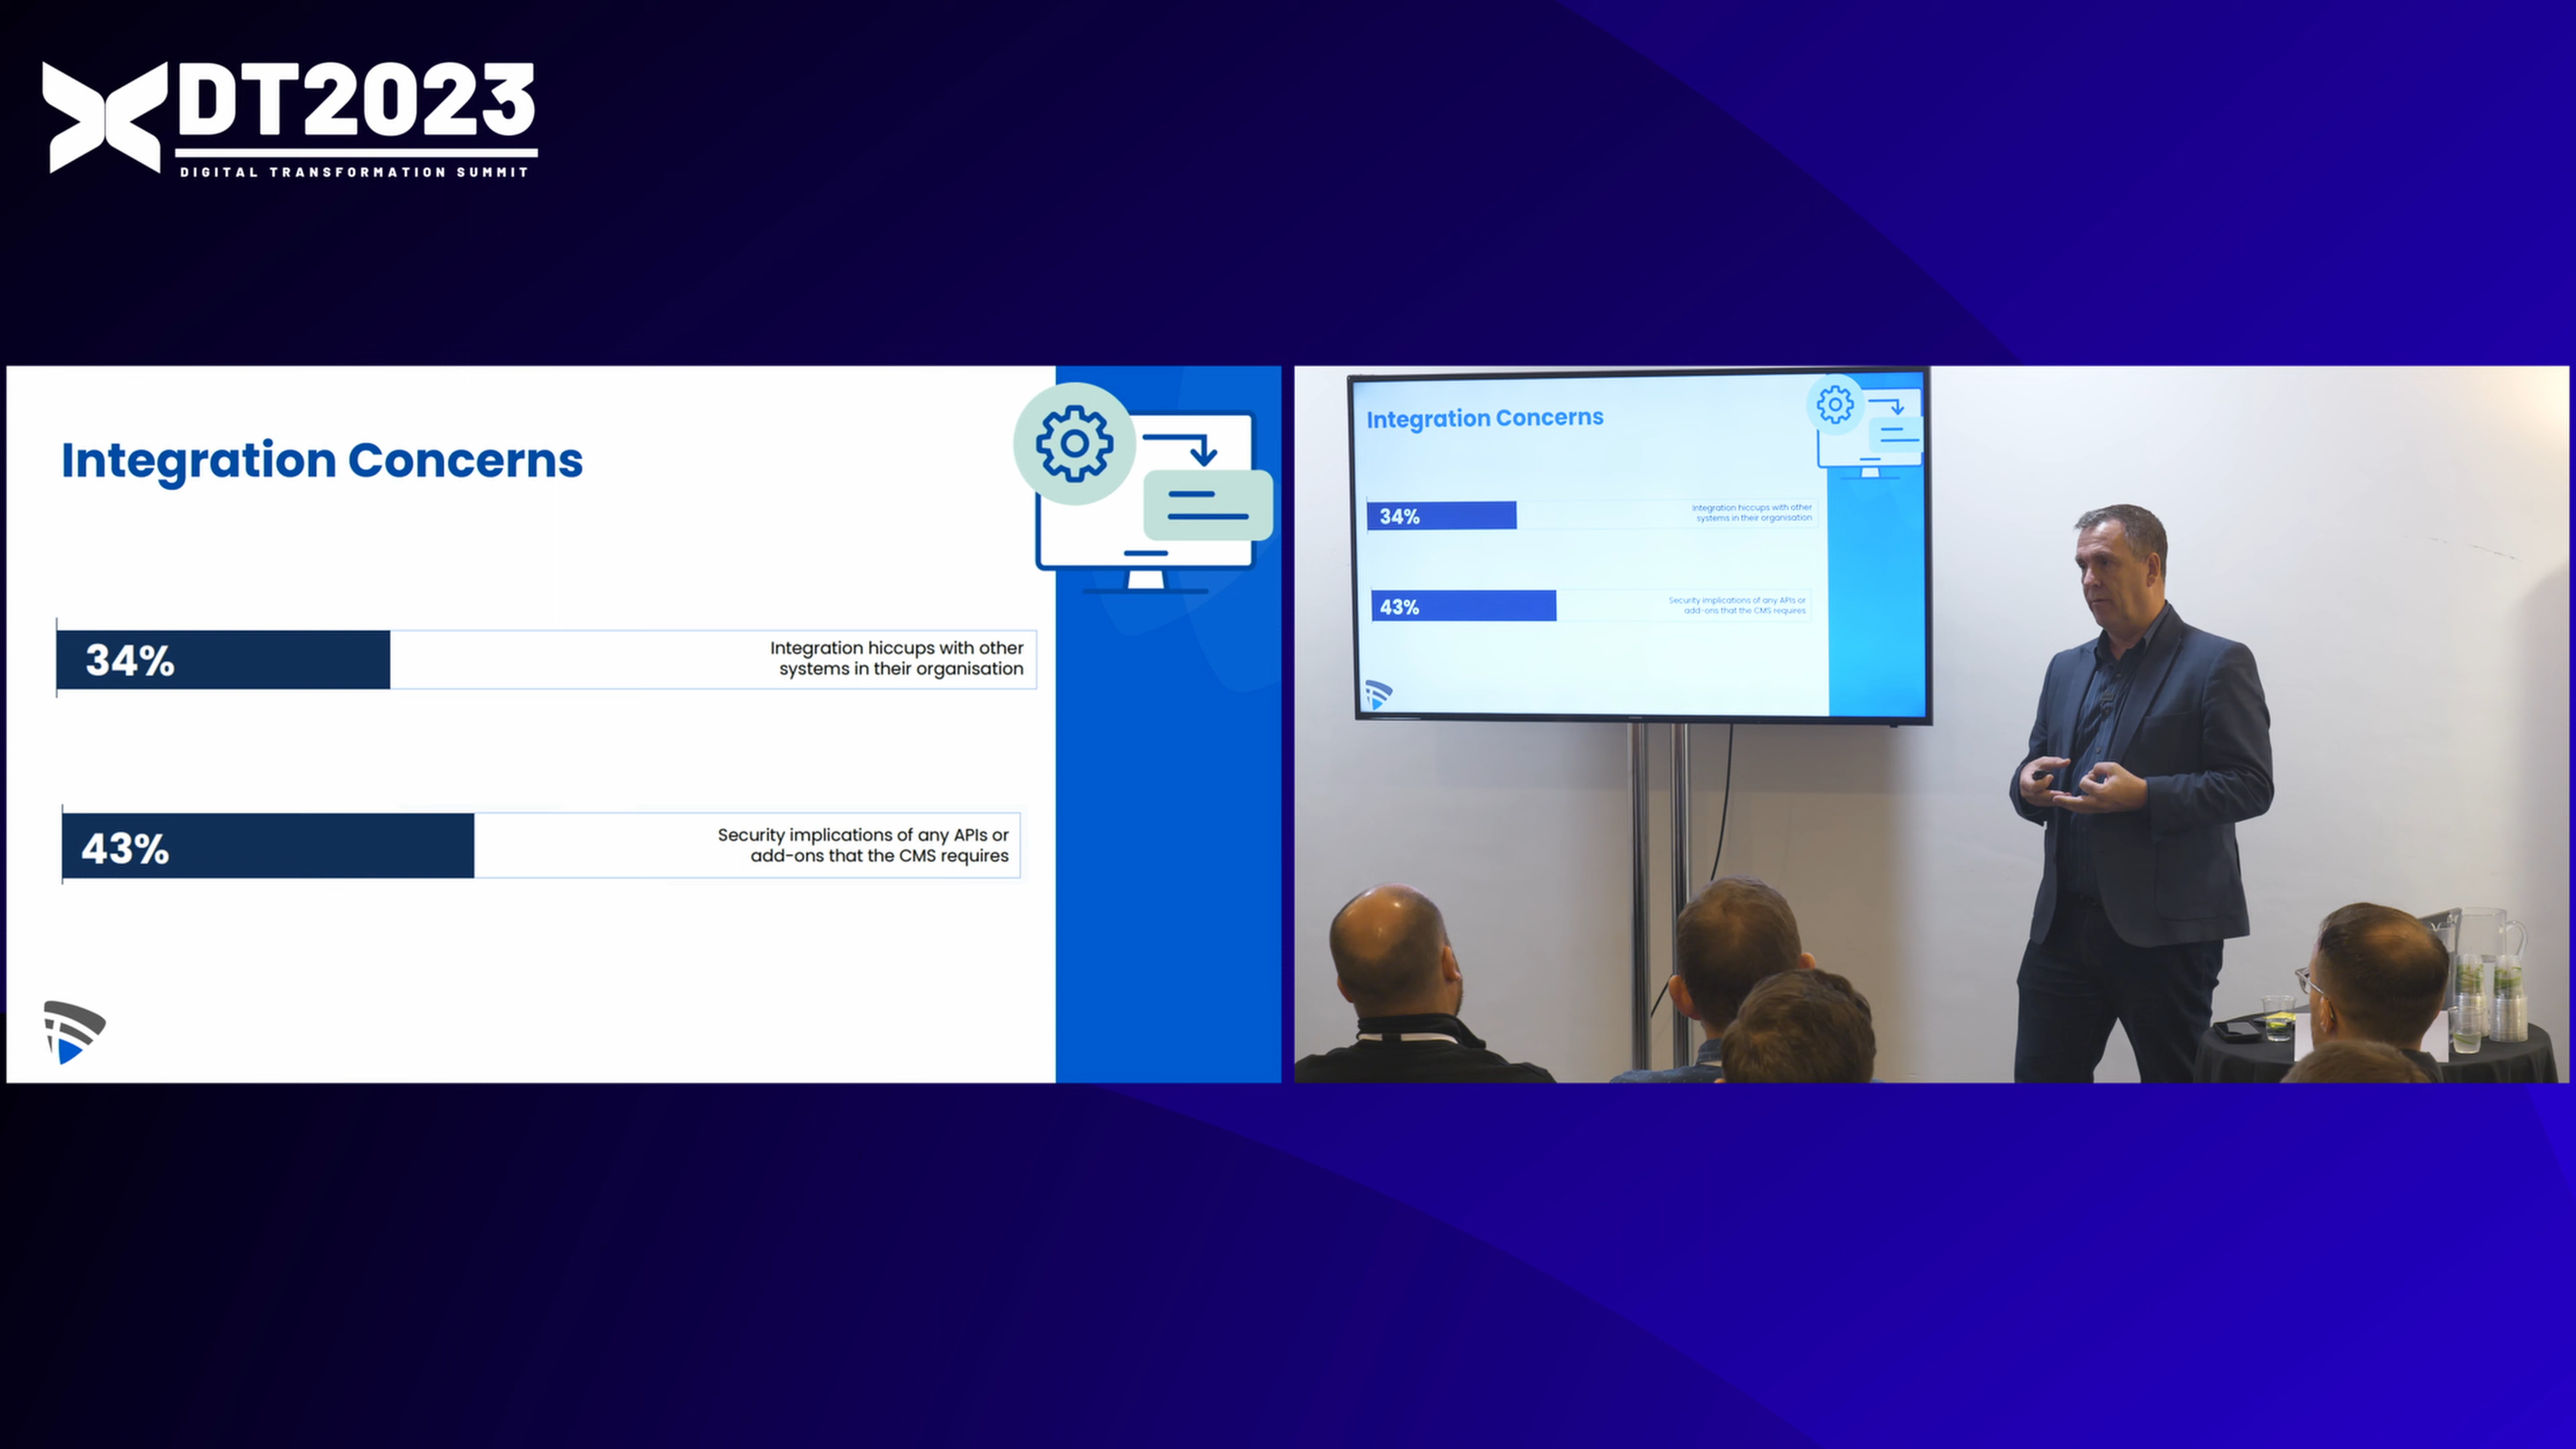 DT2023
DIGITAL TRANSFORMATION SUMMIT
Integration Concerns
34%
Integration hiccups with other
systems in their organisation
43%
Security implications of any APIs or
add-ons that the CMS requires
Integration Concerns
34%
Integration hiccups with other
systems in their organisation
43%
Security implications of any APIs or
add-ons that the CMS requires